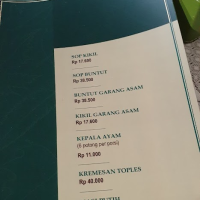 SOP KIKIL
Rp 17.600
SOP BUNTUT
Rp 38.500
BUNTUT GARANG ASAM
Rp 38.500
KIKIL GARANG ASAM
Rp 17.600
KEPALA AYAM
(6 potong per porsi)
Rp 11.000
KREMESAN TOPLES
Rp 40.000